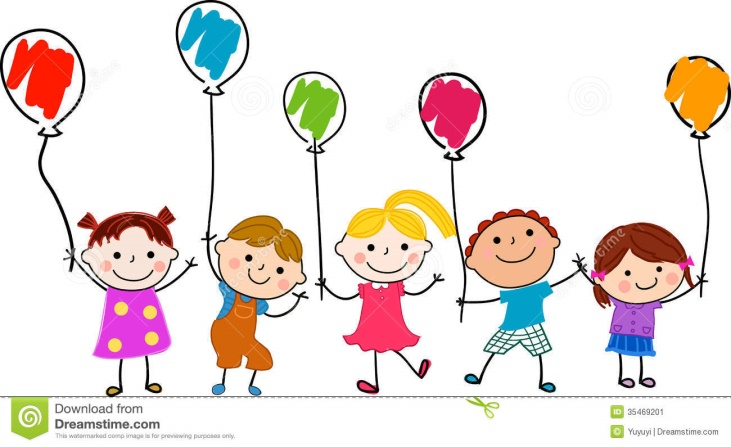 Download from
Dreamstime.com
This watermarked comp image is for previewing purposes only.
ID 35469201
© Yuyuyi | Dreamstime.com